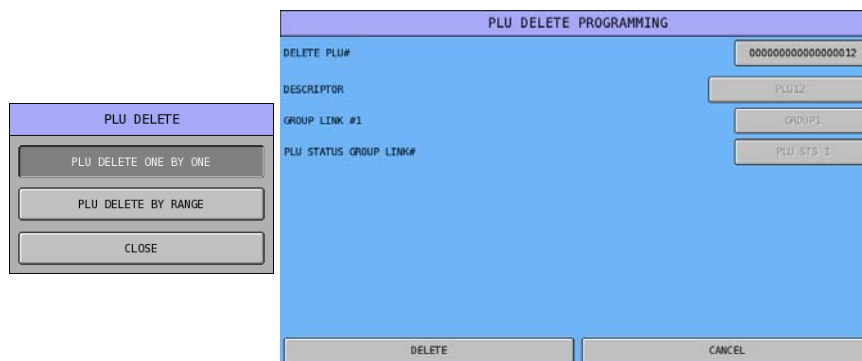 PLU DELETE
PLU DELETE ONE BY ONE
PLU DELETE BY RANGE
CLOSE
PLU DELETE PROGRAMMING
DELETE PLU# 000000000000000012
DESCRIPTOR PLU12
GROUP LINK #1 GROUP1
PLU STATUS GROUP LINK# PLU STS 1
DELETE CANCEL